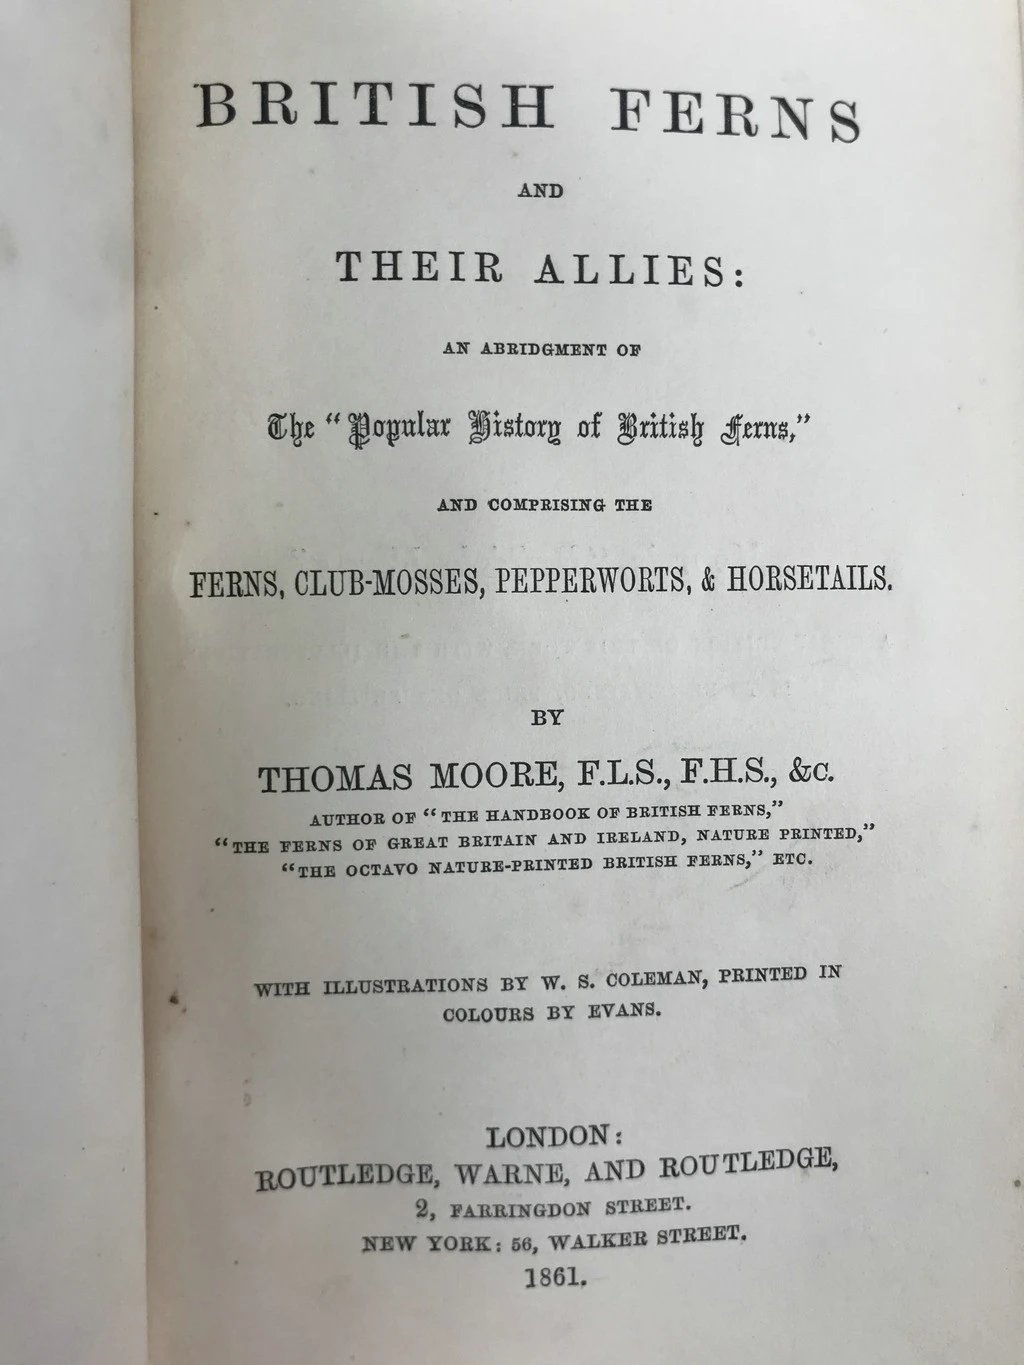 BRITISH FERNS
AND
THEIR ALLIES:
AN ABRIDGMENT OF
The "Popular History of British Ferns,"
AND COMPRISING THE
FERNS, CLUB-MOSSES, PEPPERWORTS, & HORSETAILS.
BY
THOMAS MOORE, F.L.S., F.H.S., &c.
AUTHOR OF "THE HANDBOOK OF BRITISH FERNS,"
"THE FERNS OF GREAT BRITAIN AND IRELAND, NATURE PRINTED,"
"THE OCTAVO NATURE-PRINTED BRITISH FERNS," ETC.
WITH ILLUSTRATIONS BY W. S. COLEMAN, PRINTED IN
COLOURS BY EVANS.
LONDON:
ROUTLEDGE, WARNE, AND ROUTLEDGE,
2, FARRINGDON STREET.
NEW YORK: 56, WALKER STREET.
1861.